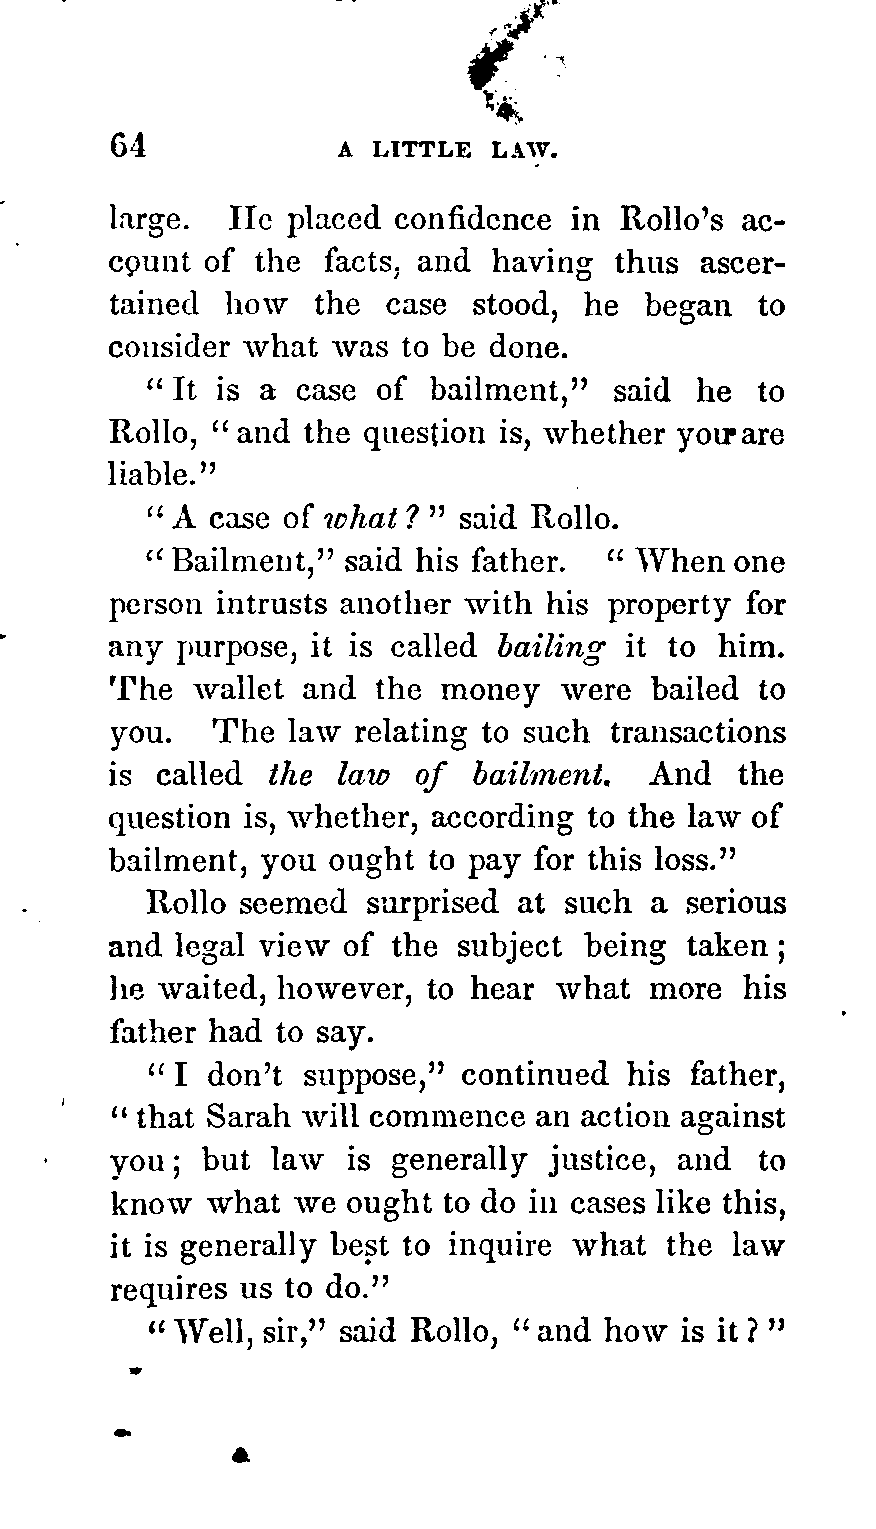 64 A LITTLE LAW.
large. He placed confidence in Rollo's ac-
count of the facts, and having thus ascer-
tained how the case stood, he began to
consider what was to be done.
"It is a case of bailment," said he to
Rollo, "and the question is, whether you are
liable."
"A case of what?" said Rollo.
"Bailment," said his father. "When one
person intrusts another with his property for
any purpose, it is called bailing it to him.
The wallet and the money were bailed to
you. The law relating to such transactions
is called the law of bailment. And the
question is, whether, according to the law of
bailment, you ought to pay for this loss."
Rollo seemed surprised at such a serious
and legal view of the subject being taken;
he waited, however, to hear what more his
father had to say.
"I don't suppose," continued his father,
"that Sarah will commence an action against
you; but law is generally justice, and to
know what we ought to do in cases like this,
it is generally best to inquire what the law
requires us to do."
"Well, sir," said Rollo, "and how is it?"